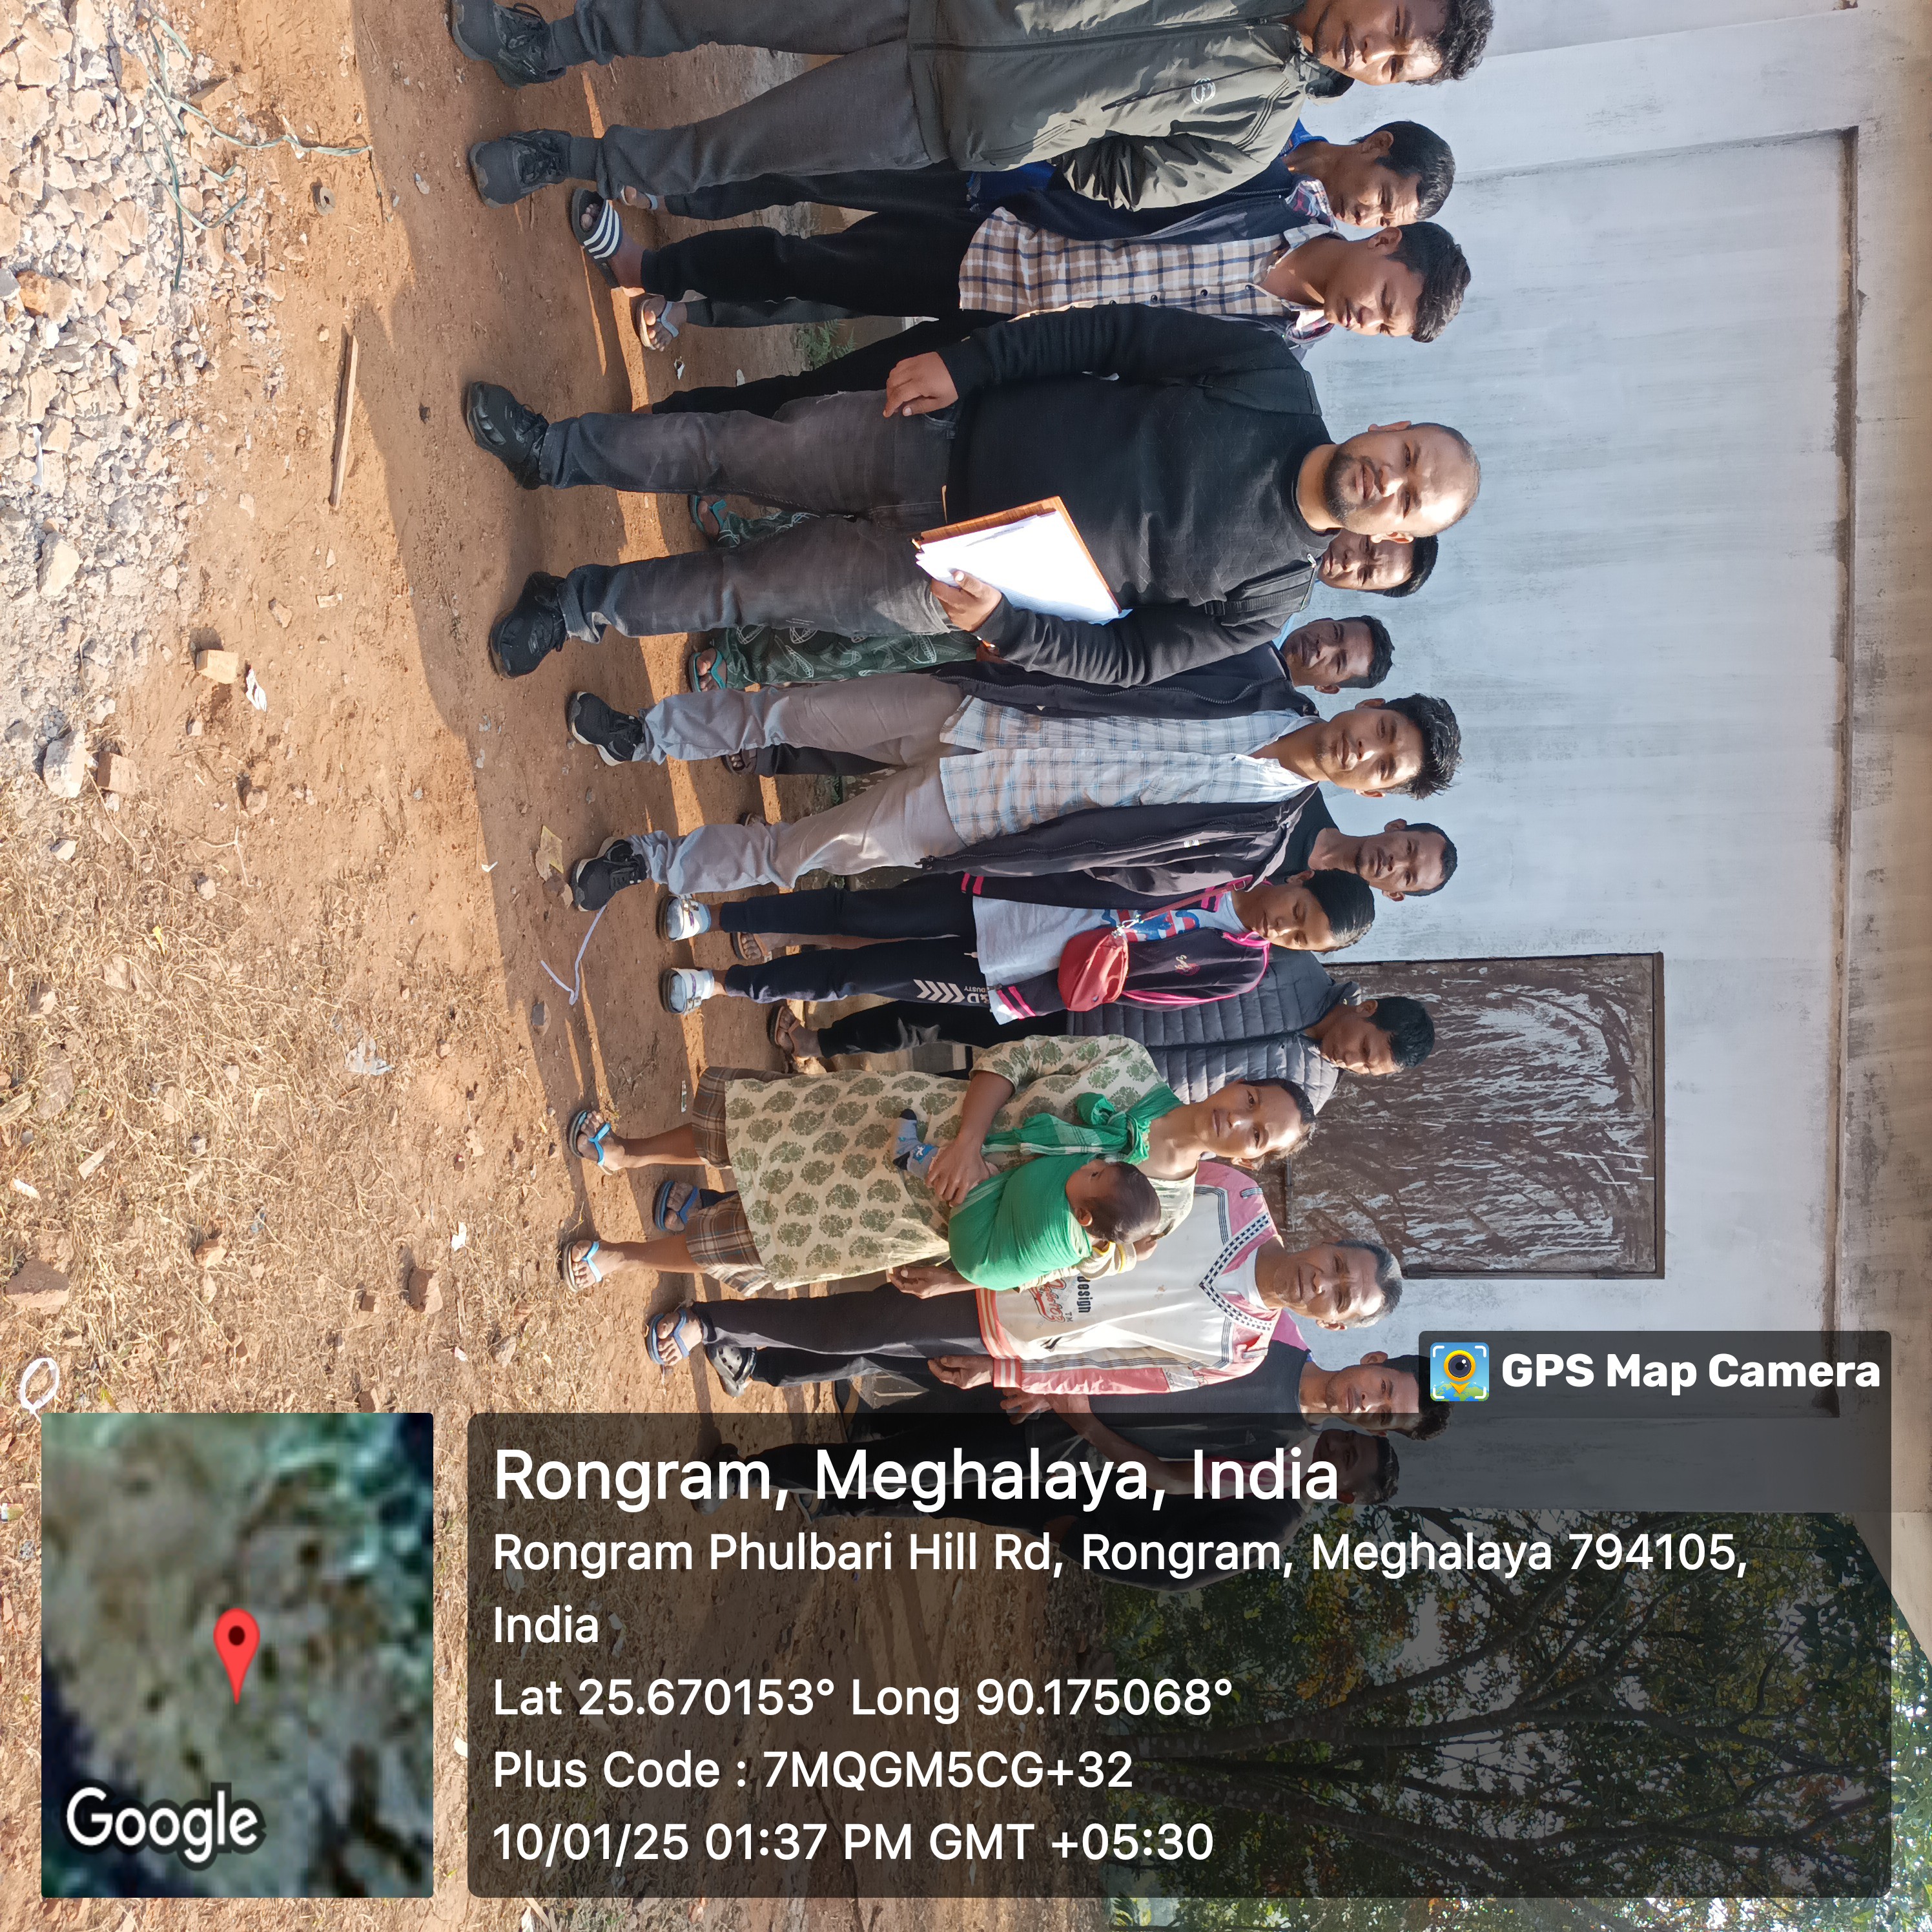 GPS Map Camera
Rongram, Meghalaya, India
Rongram Phulbari Hill Rd, Rongram, Meghalaya 794105,
India
Lat 25.670153° Long 90.175068°
Plus Code : 7MQGM5CG+32
10/01/25 01:37 PM GMT +05:30
Google
Design